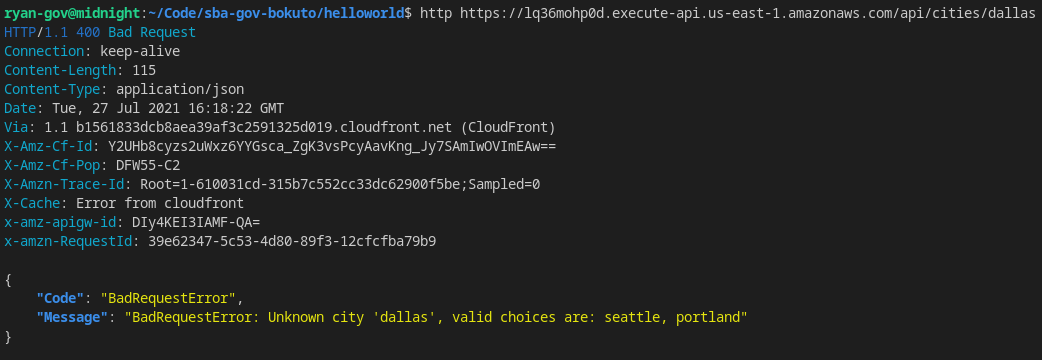 ryan-gov@midnight:~/Code/sba-gov-bokuto/helloworld$ http https://lq36mohp0d.execute-api.us-east-1.amazonaws.com/api/cities/dallas
HTTP/1.1 400 Bad Request
Connection: keep-alive
Content-Length: 115
Content-Type: application/json
Date: Tue, 27 Jul 2021 16:18:22 GMT
Via: 1.1 b1561833dcb8aea39af3c2591325d019.cloudfront.net (CloudFront)
X-Amz-Cf-Id: Y2UHb8cyzs2uWxz6YYGsca_ZgK3vsPcyAavKng_Jy7SAmIwOVImEAw==
X-Amz-Cf-Pop: DFW55-C2
X-Amzn-Trace-Id: Root=1-610031cd-315b7c552cc33dc62900f5be;Sampled=0
X-Cache: Error from cloudfront
x-amz-apigw-id: DIy4KEI3IAMF-QA=
x-amzn-RequestId: 39e62347-5c53-4d80-89f3-12cfcfba79b9
{
    "Code": "BadRequestError",
    "Message": "BadRequestError: Unknown city 'dallas', valid choices are: seattle, portland"
}